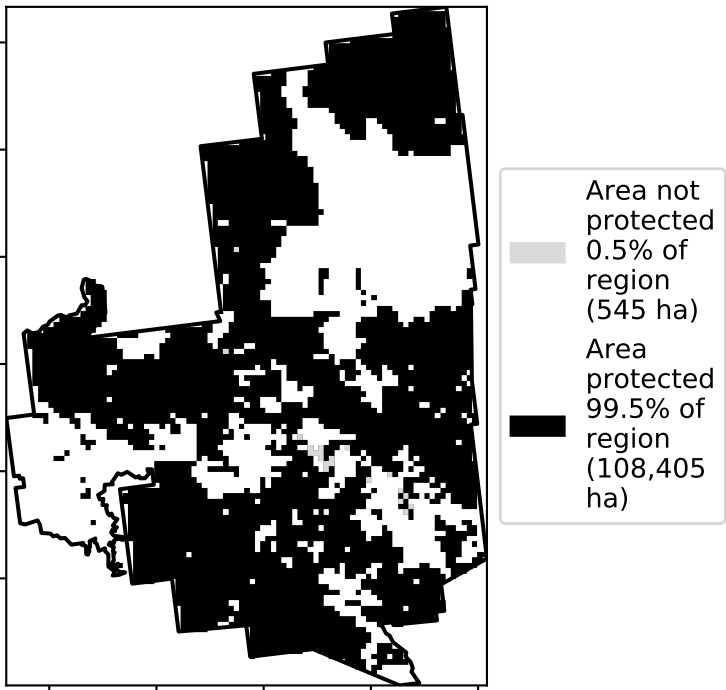 Area not
protected
0.5% of
region
(545 ha)
Area
protected
99.5% of
region
(108,405
ha)